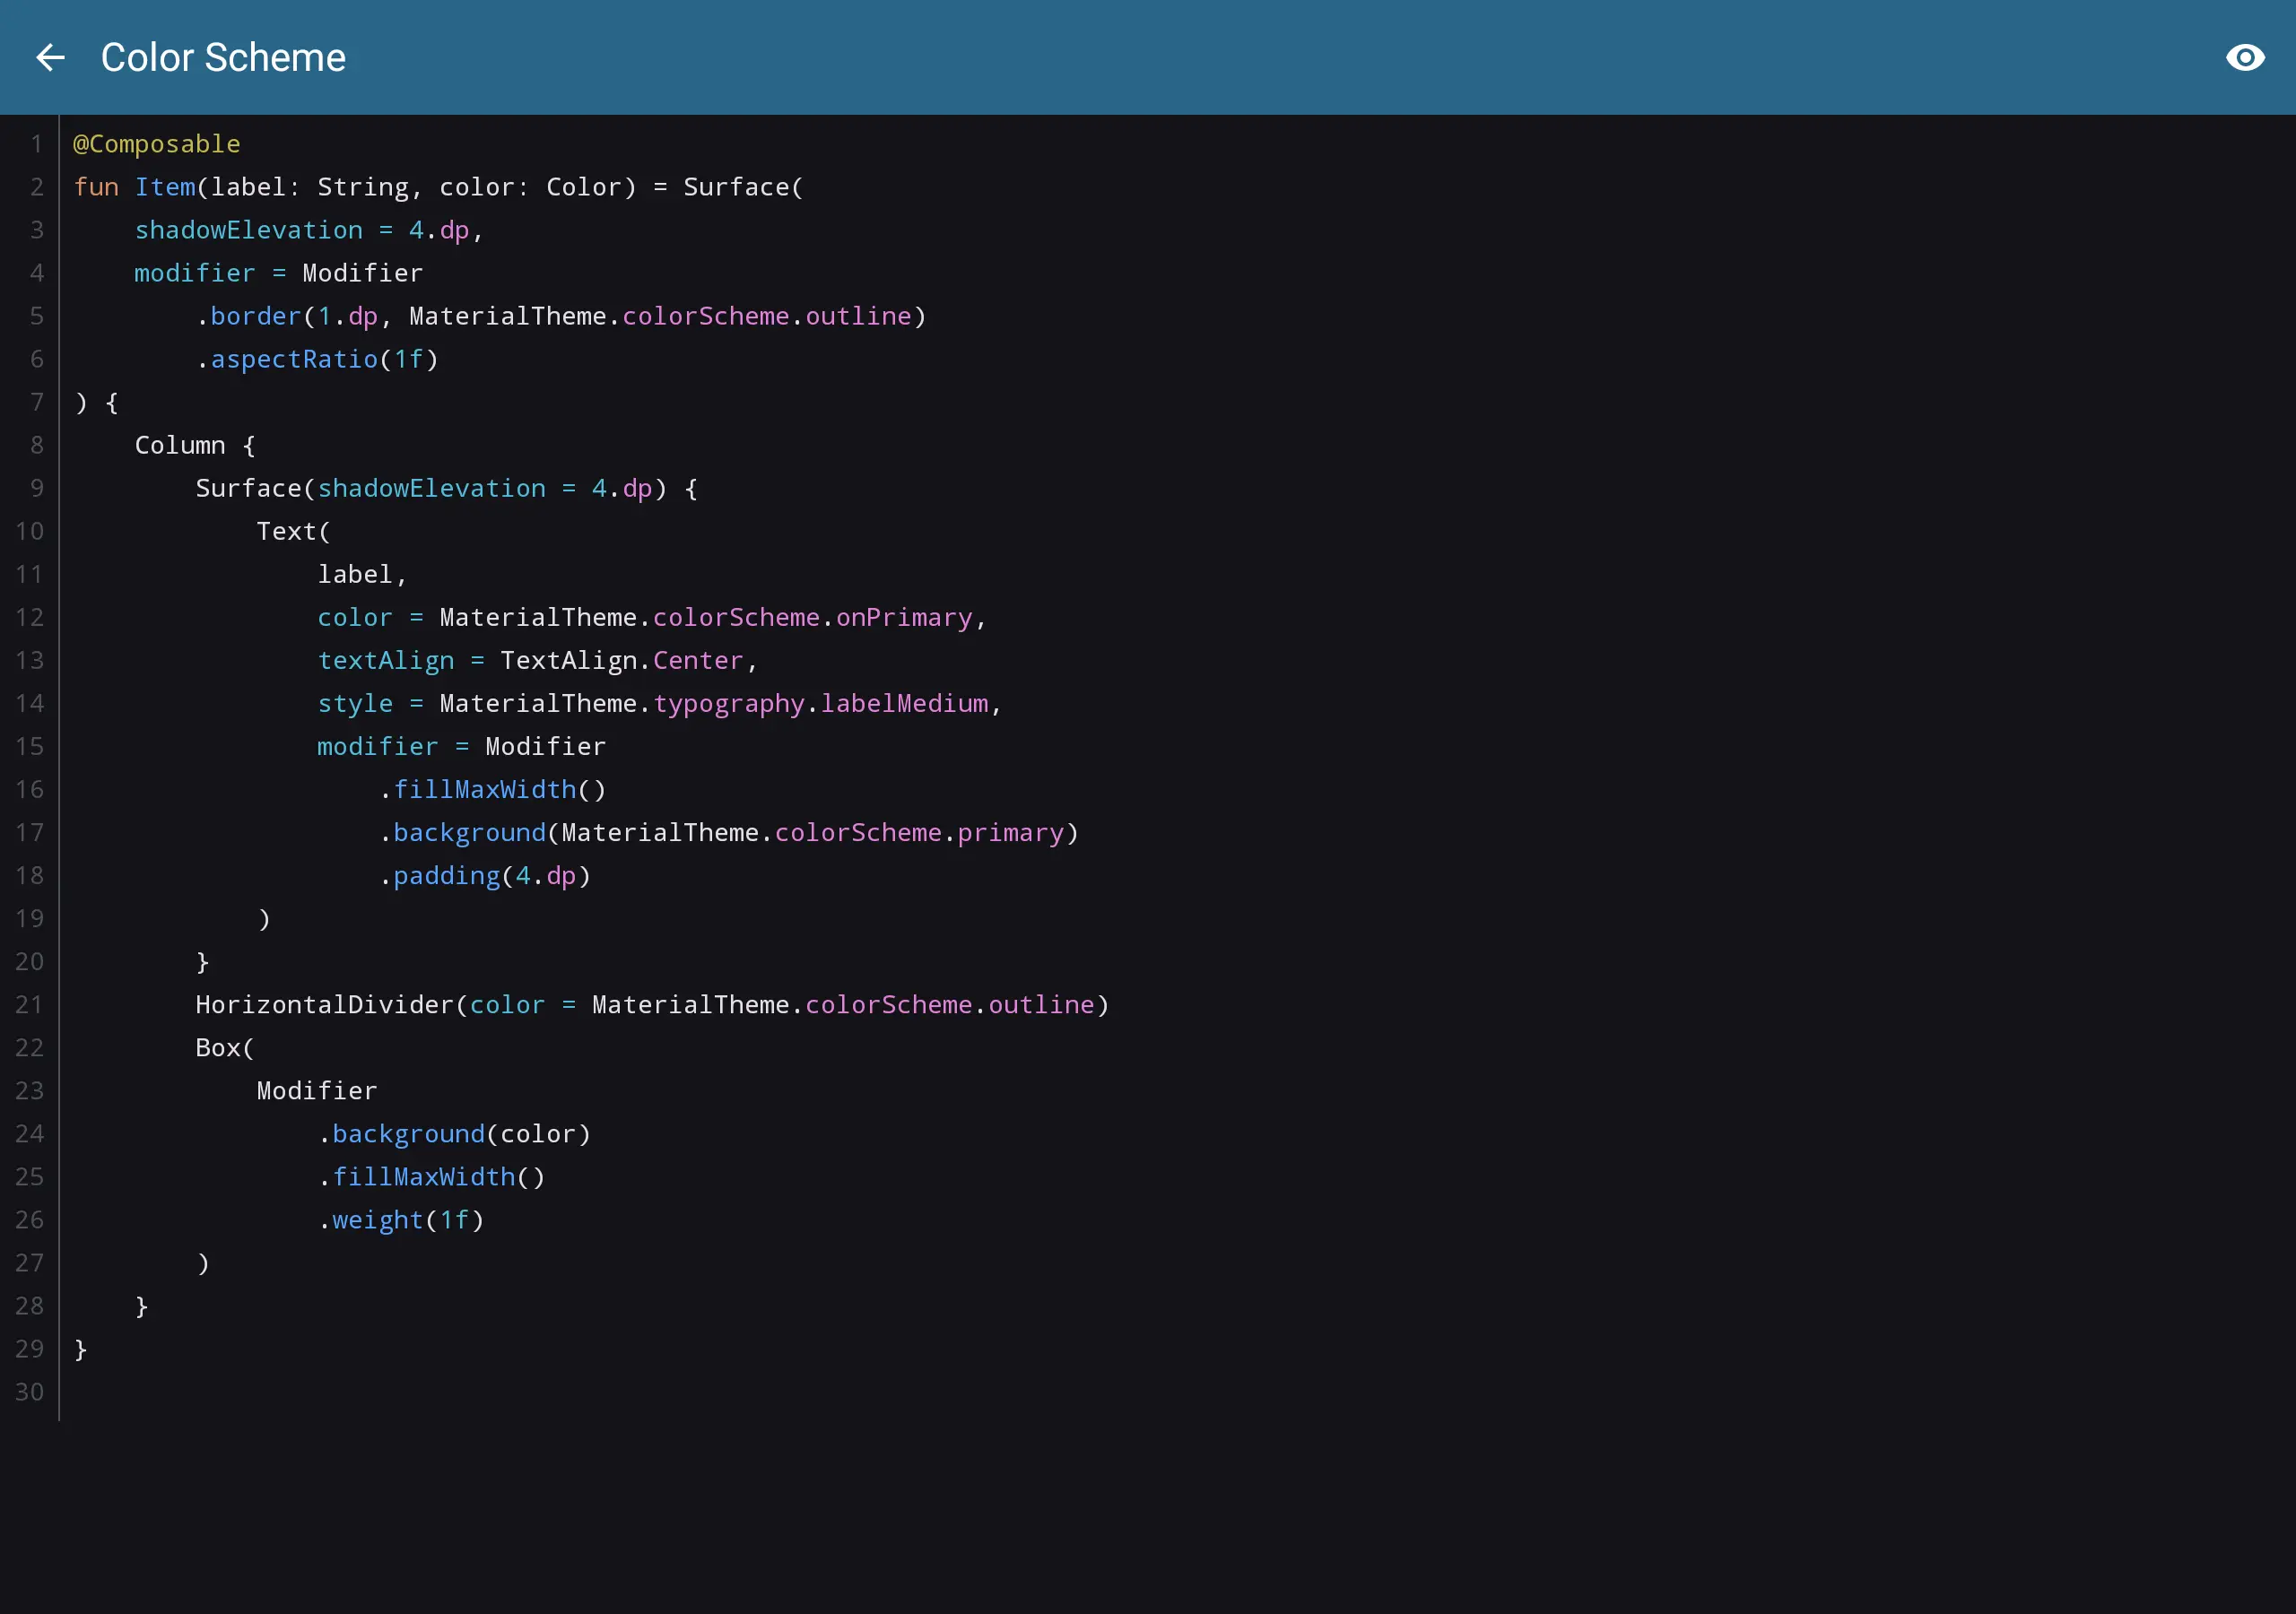 Color Scheme
1 @Composable
2 fun Item(label: String, color: Color) = Surface(
3     shadowElevation = 4.dp,
4     modifier = Modifier
5         .border(1.dp, MaterialTheme.colorScheme.outline)
6         .aspectRatio(1f)
7 ) {
8     Column {
9         Surface(shadowElevation = 4.dp) {
10             Text(
11                 label,
12                 color = MaterialTheme.colorScheme.onPrimary,
13                 textAlign = TextAlign.Center,
14                 style = MaterialTheme.typography.labelMedium,
15                 modifier = Modifier
16                     .fillMaxWidth()
17                     .background(MaterialTheme.colorScheme.primary)
18                     .padding(4.dp)
19             )
20         }
21         HorizontalDivider(color = MaterialTheme.colorScheme.outline)
22         Box(
23             Modifier
24                 .background(color)
25                 .fillMaxWidth()
26                 .weight(1f)
27         )
28     }
29 }
30